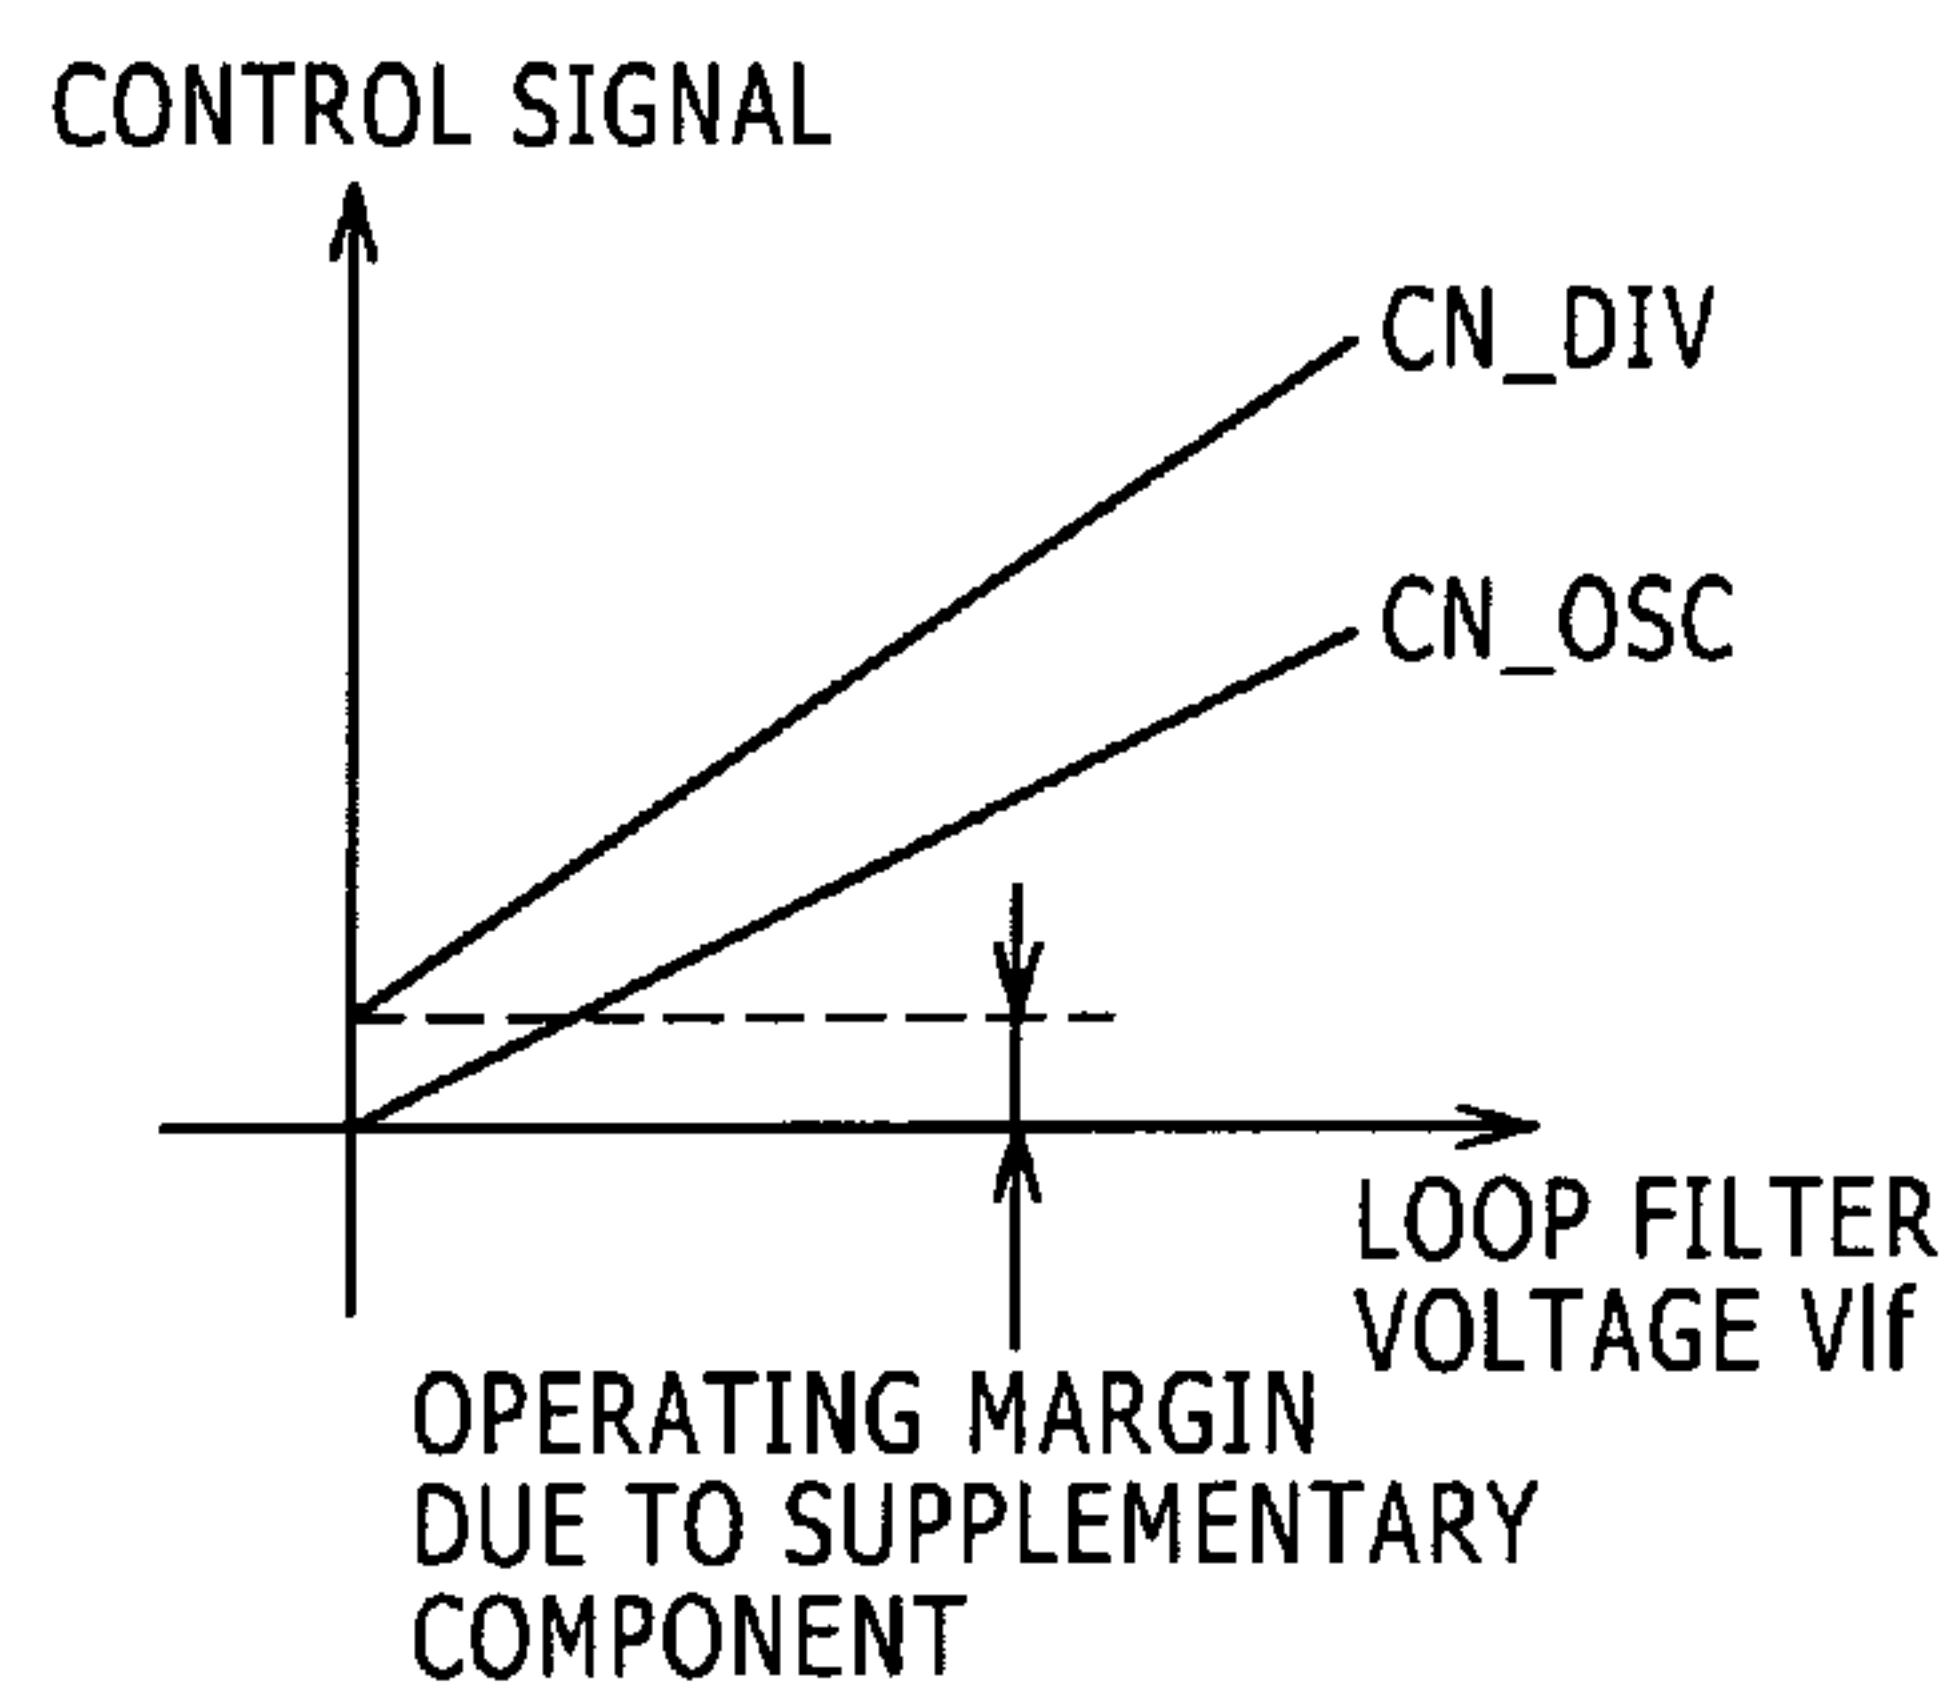 CONTROL SIGNAL
CN_DIV
CN_OSC
LOOP FILTER
VOLTAGE Vlf
OPERATING MARGIN
DUE TO SUPPLEMENTARY
COMPONENT